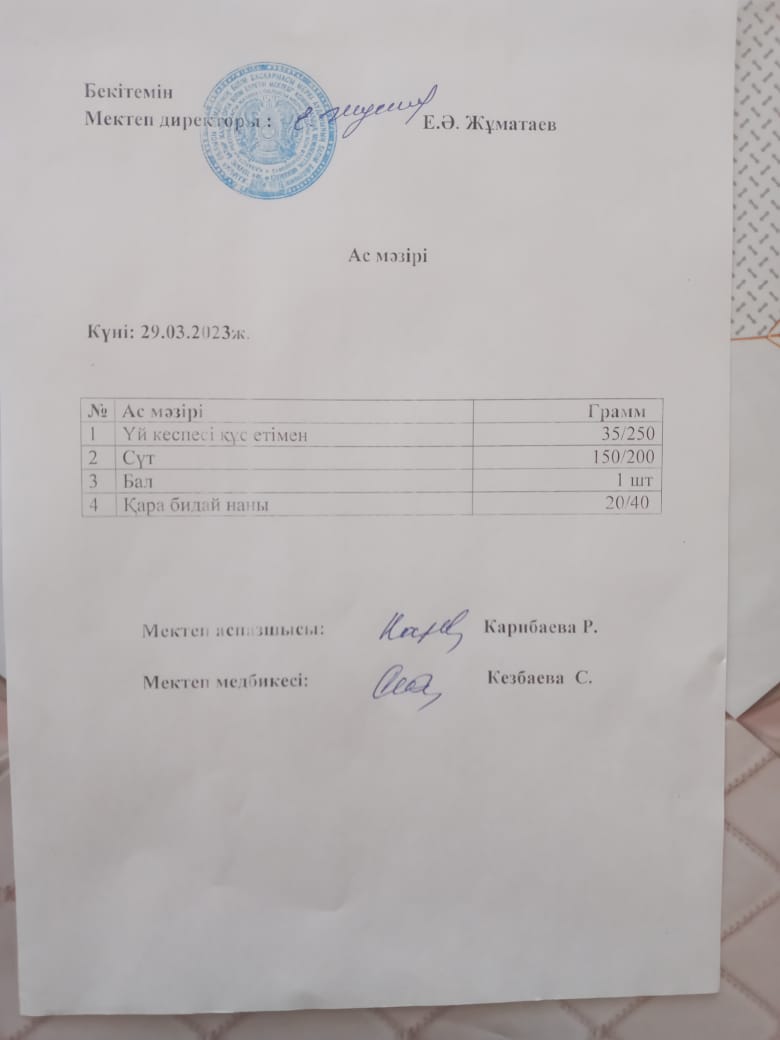 Бекітемін
Мектеп директоры : Е.Ә. Жұматаев
Ас мәзірі
Күні: 29.03.2023ж.
№ Ас мәзірі Грамм
1 Үй кеспесі құс етімен 35/250
2 Сүт 150/200
3 Бал 1 шт
4 Қара бидай наны 20/40
Мектеп аспазшысы: Карибаева Р.
Мектеп медбикесі: Кезбаева С.